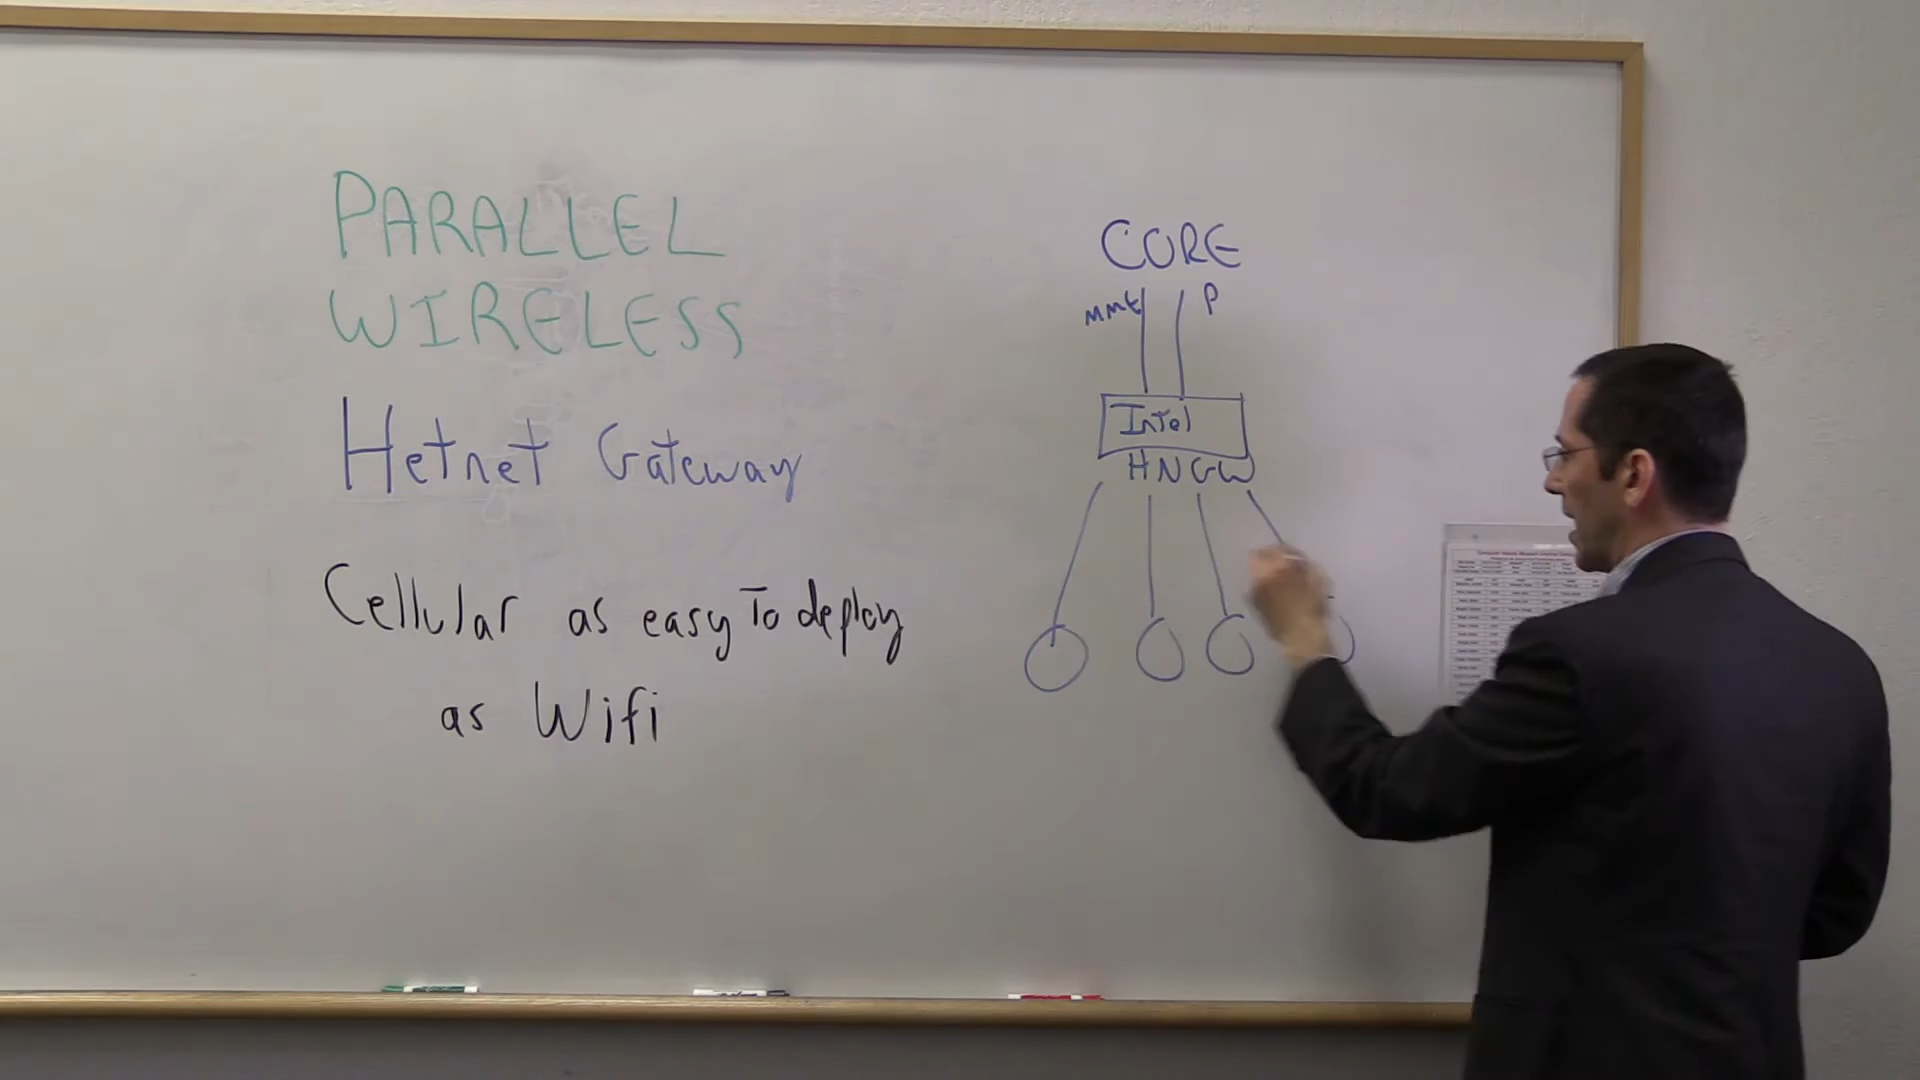 PARALLEL
WIRELESS
Hetnet Gateway
Cellular as easy To deploy
as Wifi
CORE
MME P
Intel
HNGW